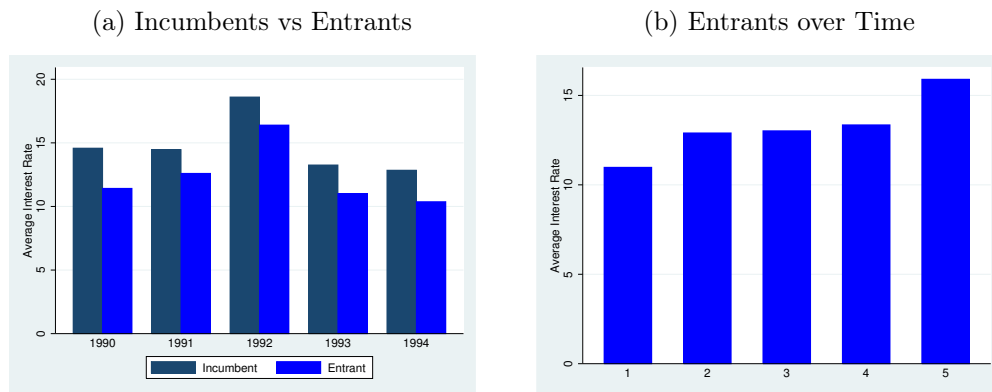 (a) Incumbents vs Entrants
Average Interest Rate
20
15
10
5
0
1990 1991 1992 1993 1994
Incumbent Entrant
(b) Entrants over Time
Average Interest Rate
15
10
5
0
1 2 3 4 5